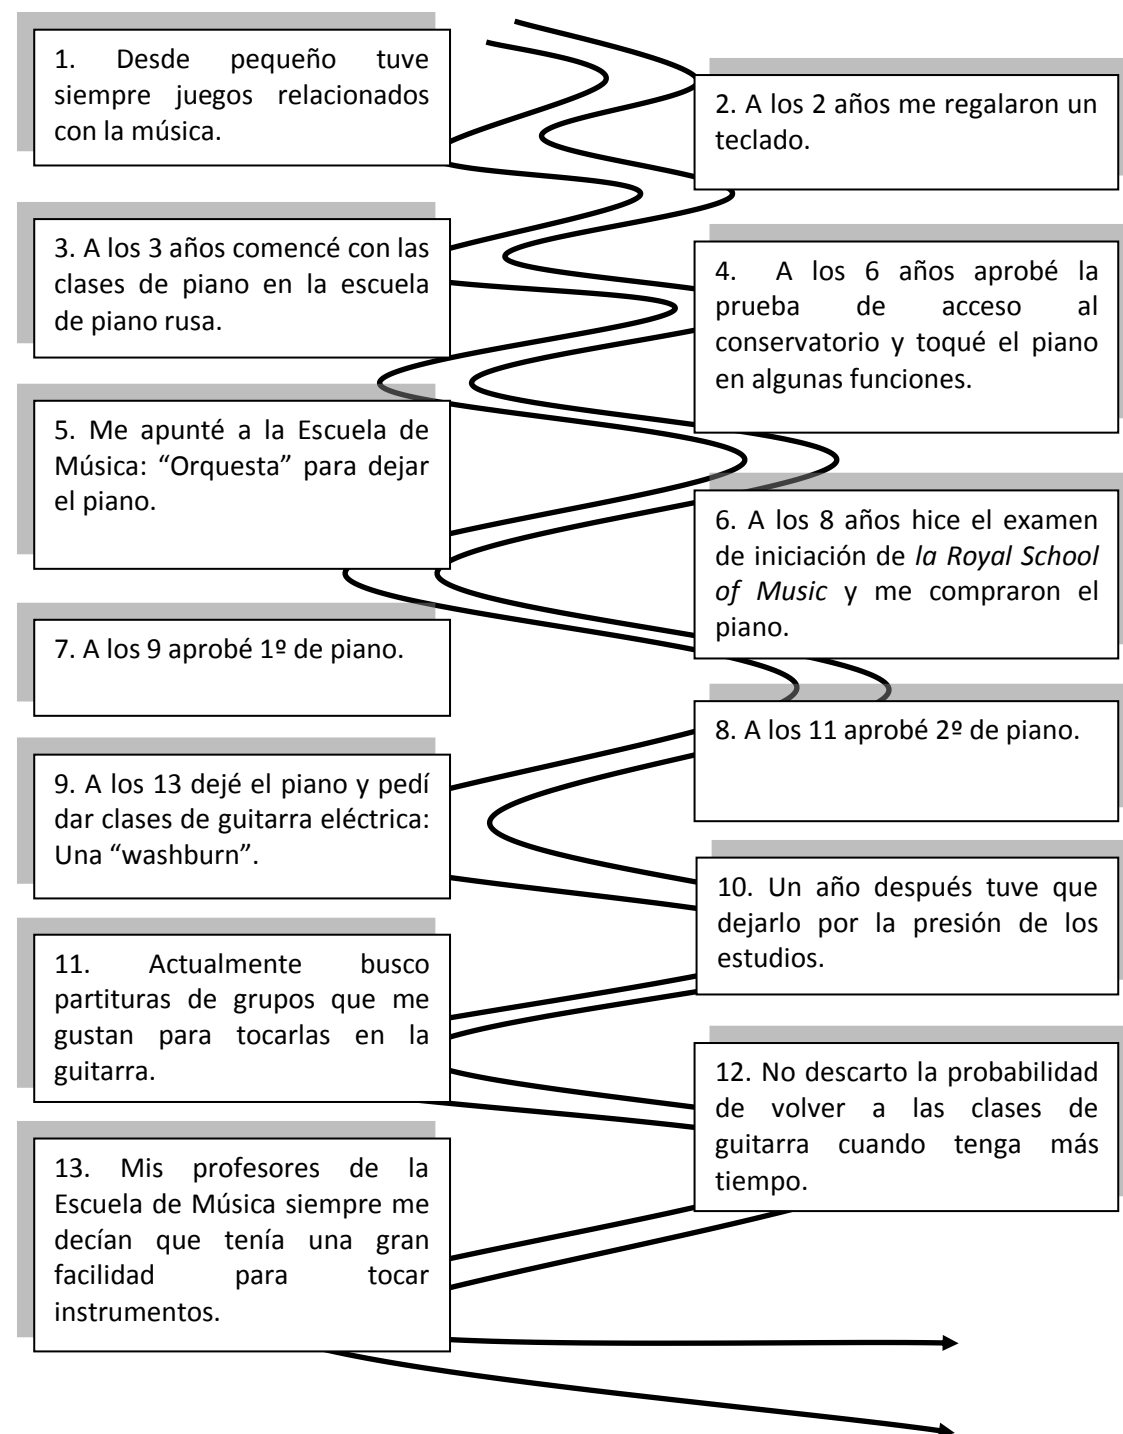 1. Desde pequeño tuve
siempre juegos relacionados
con la música.
2. A los 2 años me regalaron un
teclado.
3. A los 3 años comencé con las
clases de piano en la escuela
de piano rusa.
4. A los 6 años aprobé la
prueba de acceso al
conservatorio y toqué el piano
en algunas funciones.
5. Me apunté a la Escuela de
Música: “Orquesta” para dejar
el piano.
6. A los 8 años hice el examen
de iniciación de la Royal School
of Music y me compraron el
piano.
7. A los 9 aprobé 1º de piano.
8. A los 11 aprobé 2º de piano.
9. A los 13 dejé el piano y pedí
dar clases de guitarra eléctrica:
Una “washburn”.
10. Un año después tuve que
dejarlo por la presión de los
estudios.
11. Actualmente busco
partituras de grupos que me
gustan para tocarlas en la
guitarra.
12. No descarto la probabilidad
de volver a las clases de
guitarra cuando tenga más
tiempo.
13. Mis profesores de la
Escuela de Música siempre me
decían que tenía una gran
facilidad para tocar
instrumentos.